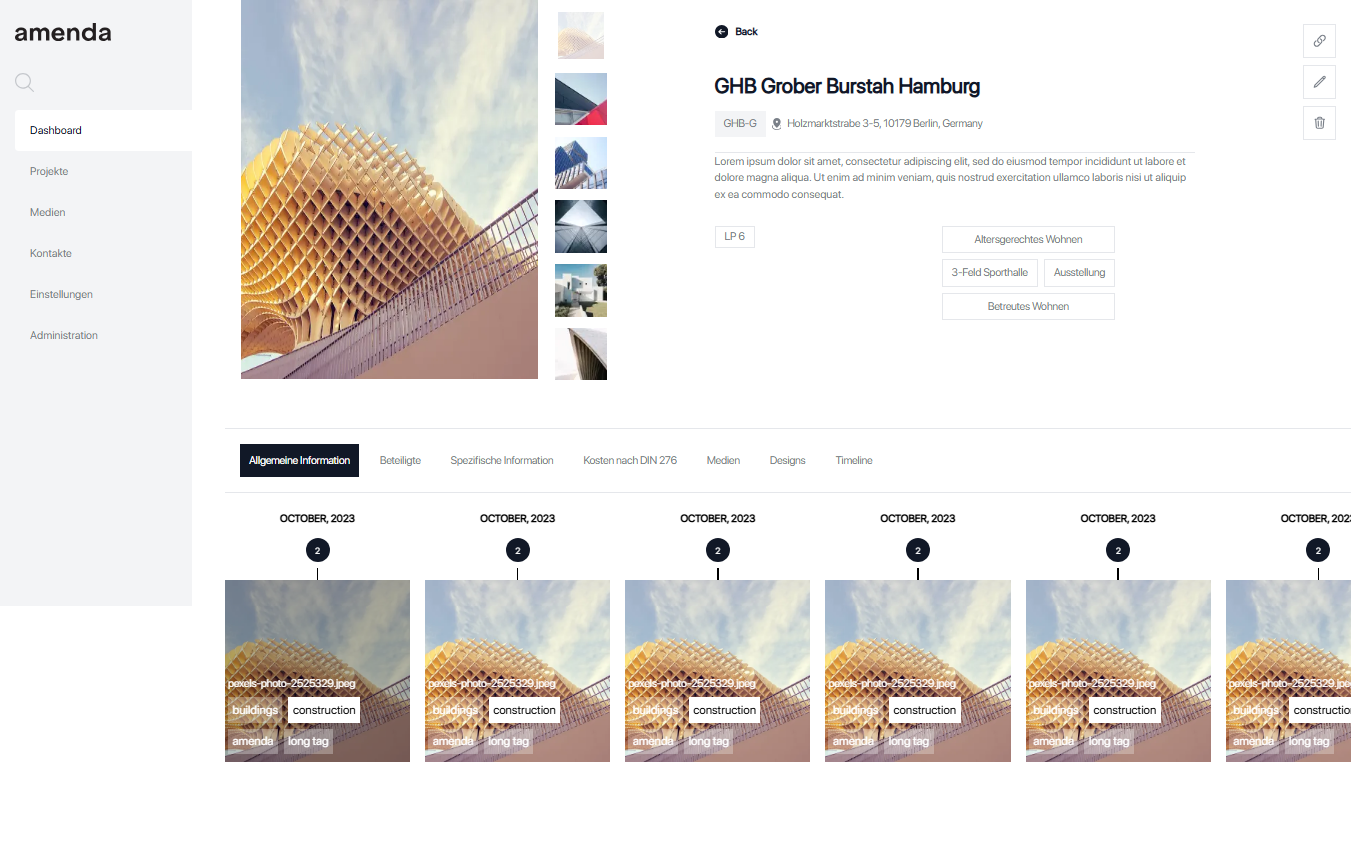 amenda
Dashboard
Projekte
Medien
Kontakte
Einstellungen
Administration
Back
GHB Grober Burstah Hamburg
GHB-G Holzmarktstrabe 3-5, 10179 Berlin, Germany
Lorem ipsum dolor sit amet, consectetur adipiscing elit, sed do eiusmod tempor incididunt ut labore et
dolore magna aliqua. Ut enim ad minim veniam, quis nostrud exercitation ullamco laboris nisi ut aliquip
ex ea commodo consequat.
LP 6 Altersgerechtes Wohnen
3-Feld Sporthalle Ausstellung
Betreutes Wohnen
Allgemeine Information Beteiligte Spezifische Information Kosten nach DIN 276 Medien Designs Timeline
OCTOBER, 2023 OCTOBER, 2023 OCTOBER, 2023 OCTOBER, 2023 OCTOBER, 2023 OCTOBER, 202
2 2 2 2 2 2
pexels-photo-2525329.jpeg pexels-photo-2525329.jpeg pexels-photo-2525329.jpeg pexels-photo-2525329.jpeg pexels-photo-2525329.jpeg pexels-photo-2525329.jpe
buildings construction buildings construction buildings construction buildings construction buildings construction buildings constructio
amenda long tag amenda long tag amenda long tag amenda long tag amenda long tag amenda long tag